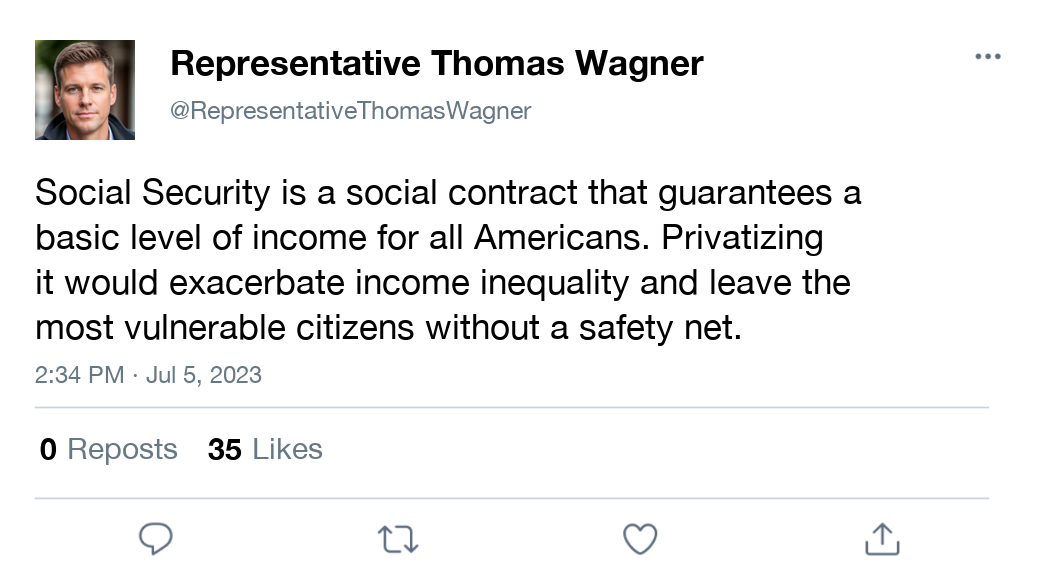 Representative Thomas Wagner
@RepresentativeThomasWagner
Social Security is a social contract that guarantees a
basic level of income for all Americans. Privatizing
it would exacerbate income inequality and leave the
most vulnerable citizens without a safety net.
2:34 PM · Jul 5, 2023
0 Reposts 35 Likes